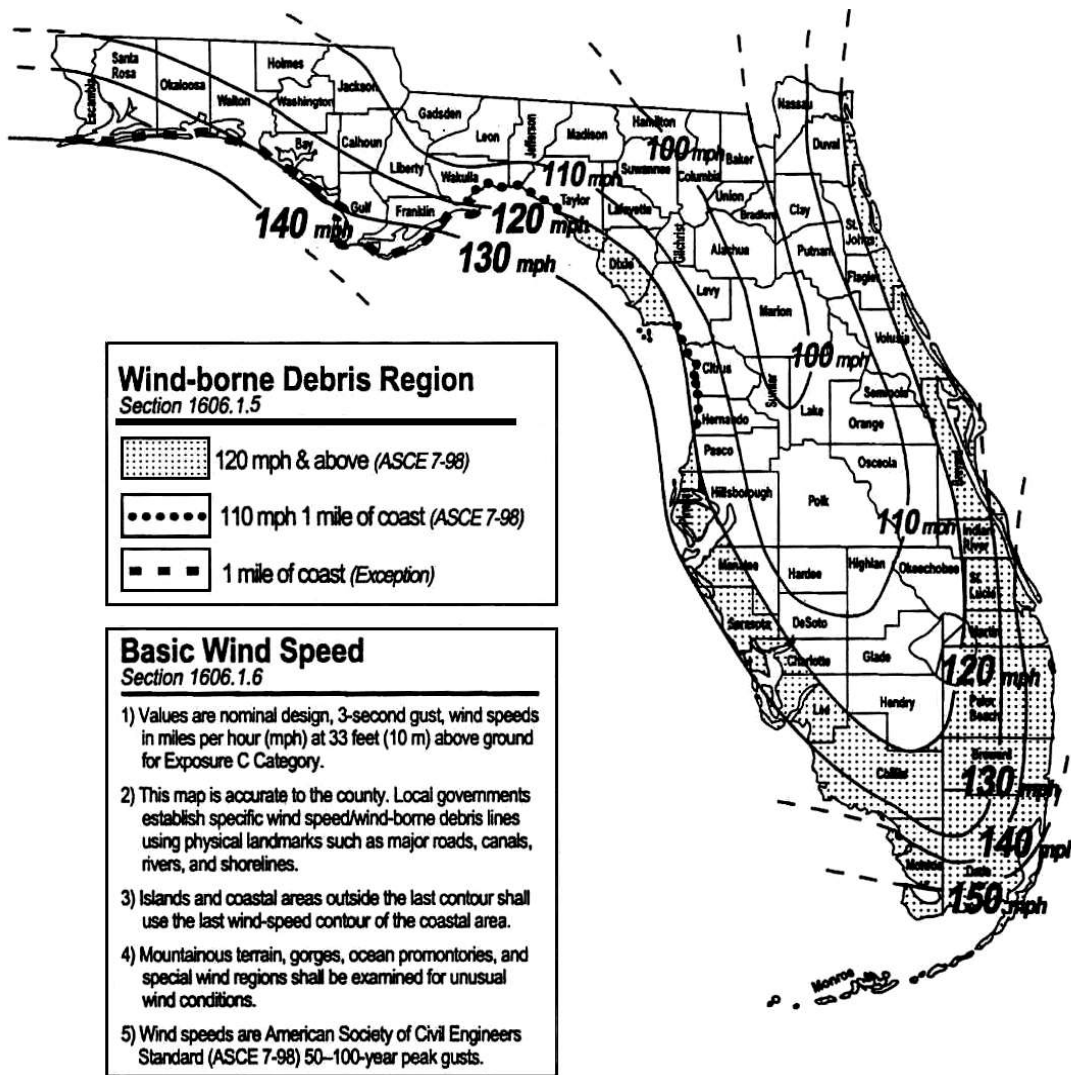 Santa
Rosa
Escambia
Okaloosa
Walton
Holmes
Washington
Jackson
Bay
Calhoun
Gulf
Liberty
Gadsden
Franklin
Leon
Wakulla
Jefferson
Madison
Taylor
Hamilton
Suwannee
Lafayette
Dixie
Columbia
Gilchrist
Baker
Union
Bradford
Alachua
Levy
Nassau
Duval
Clay
St.
Johns
Putnam
Flagler
Marion
Volusia
Citrus
Sumter
Lake
Seminole
Hernando
Orange
Pasco
Osceola
Brevard
Hillsborough
Polk
Indian
River
Manatee
Hardee
Highlan
Okeechobee
St.
Lucie
Sarasota
DeSoto
Martin
Charlotte
Glade
Lee
Hendry
Palm
Beach
Collier
Broward
Monroe
Dade
Monroe
140 mph
130 mph
120 mph
110 mph
100 mph
100 mph
110 mph
120 mph
130 mph
140 mph
150 mph
Wind-borne Debris Region
Section 1606.1.5
120 mph & above (ASCE 7-98)
110 mph 1 mile of coast (ASCE 7-98)
1 mile of coast (Exception)
Basic Wind Speed
Section 1606.1.6
1) Values are nominal design, 3-second gust, wind speeds
in miles per hour (mph) at 33 feet (10 m) above ground
for Exposure C Category.
2) This map is accurate to the county. Local governments
establish specific wind speed/wind-borne debris lines
using physical landmarks such as major roads, canals,
rivers, and shorelines.
3) Islands and coastal areas outside the last contour shall
use the last wind-speed contour of the coastal area.
4) Mountainous terrain, gorges, ocean promontories, and
special wind regions shall be examined for unusual
wind conditions.
5) Wind speeds are American Society of Civil Engineers
Standard (ASCE 7-98) 50–100-year peak gusts.